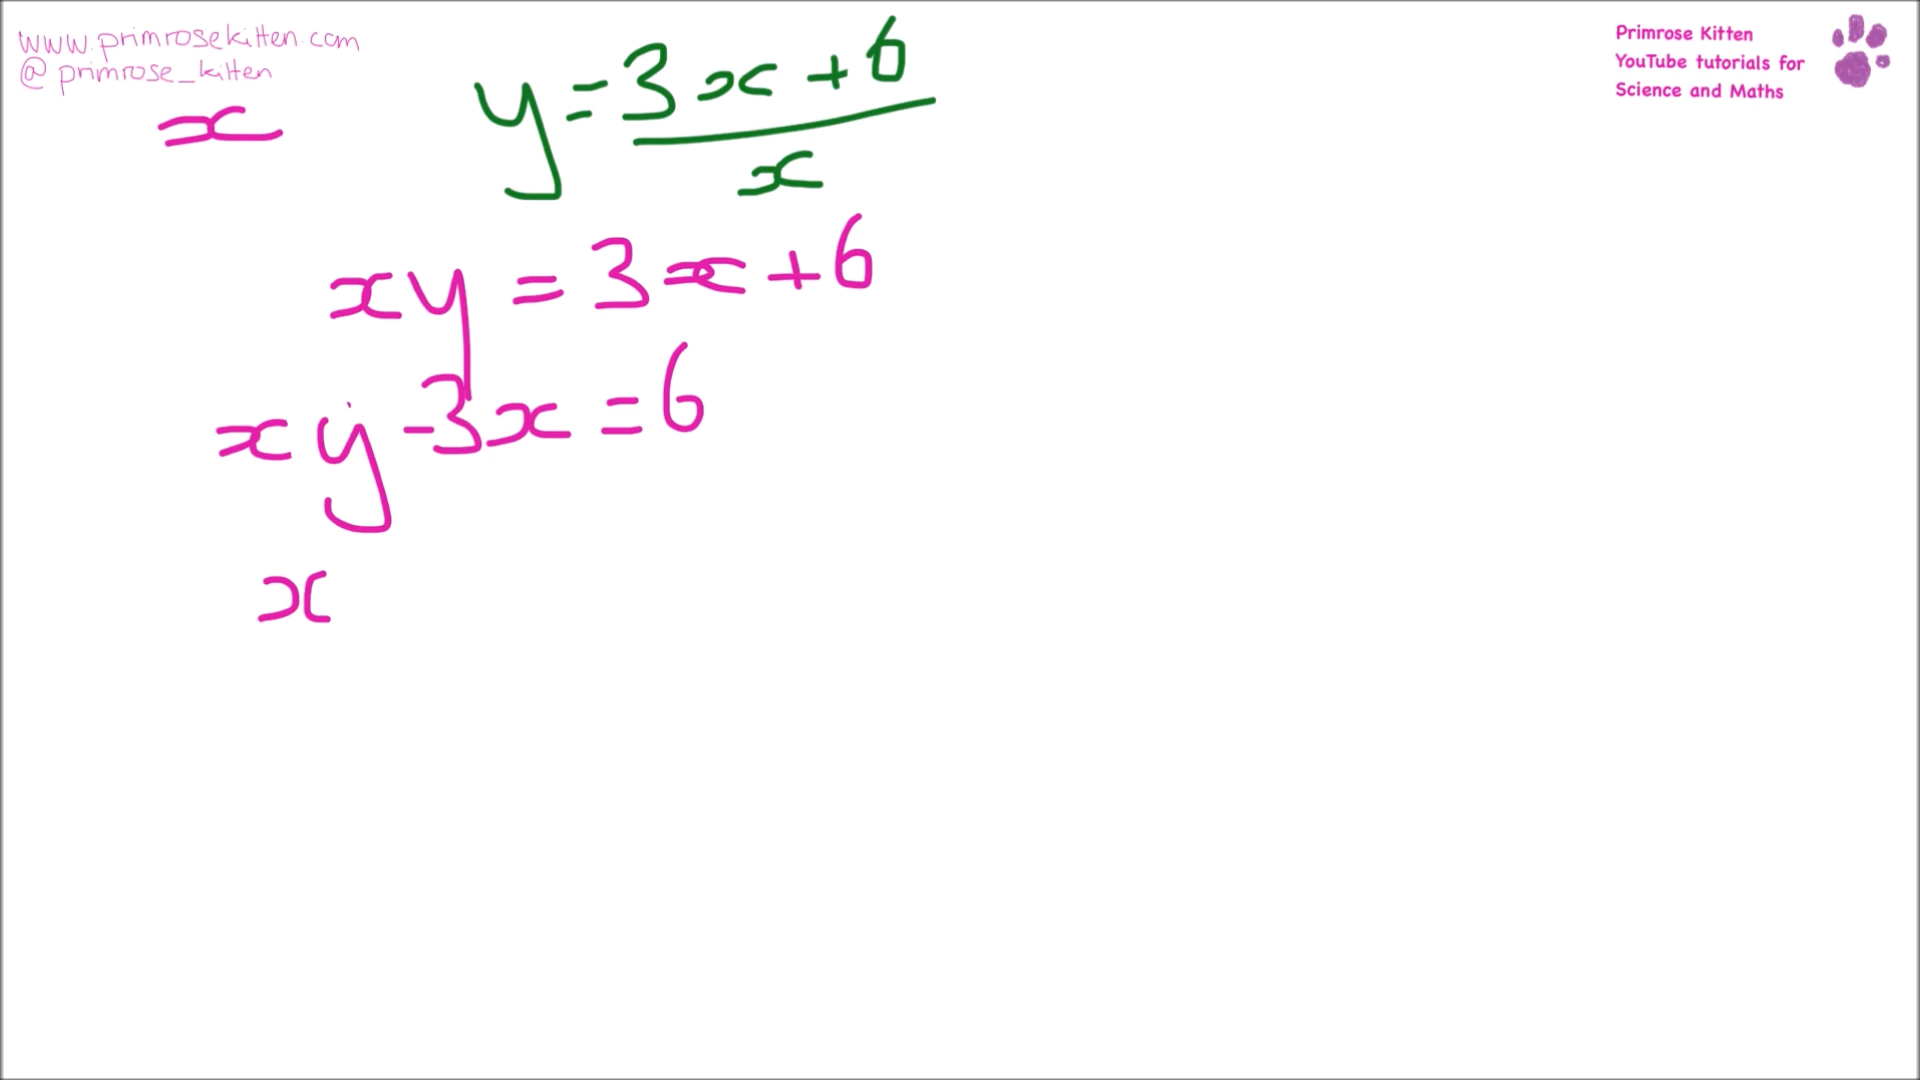 www.primrosekitten.com
@primrose_kitten
Primrose Kitten
YouTube tutorials for
Science and Maths
x
y = 3x + 6
x
xy = 3x + 6
xy - 3x = 6
x